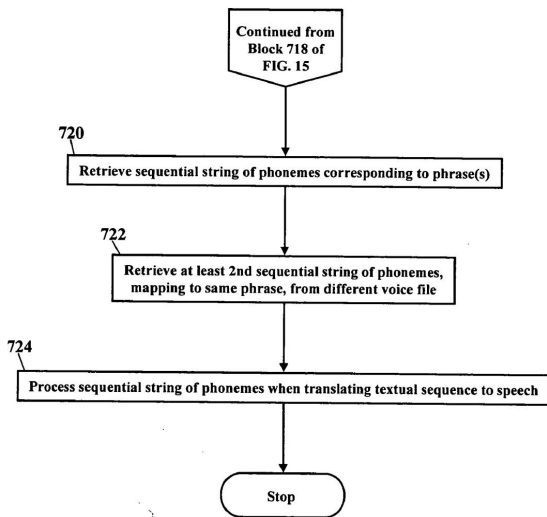 Continued from
Block 718 of
FIG. 15
720
Retrieve sequential string of phonemes corresponding to phrase(s)
722
Retrieve at least 2nd sequential string of phonemes,
mapping to same phrase, from different voice file
724
Process sequential string of phonemes when translating textual sequence to speech
Stop